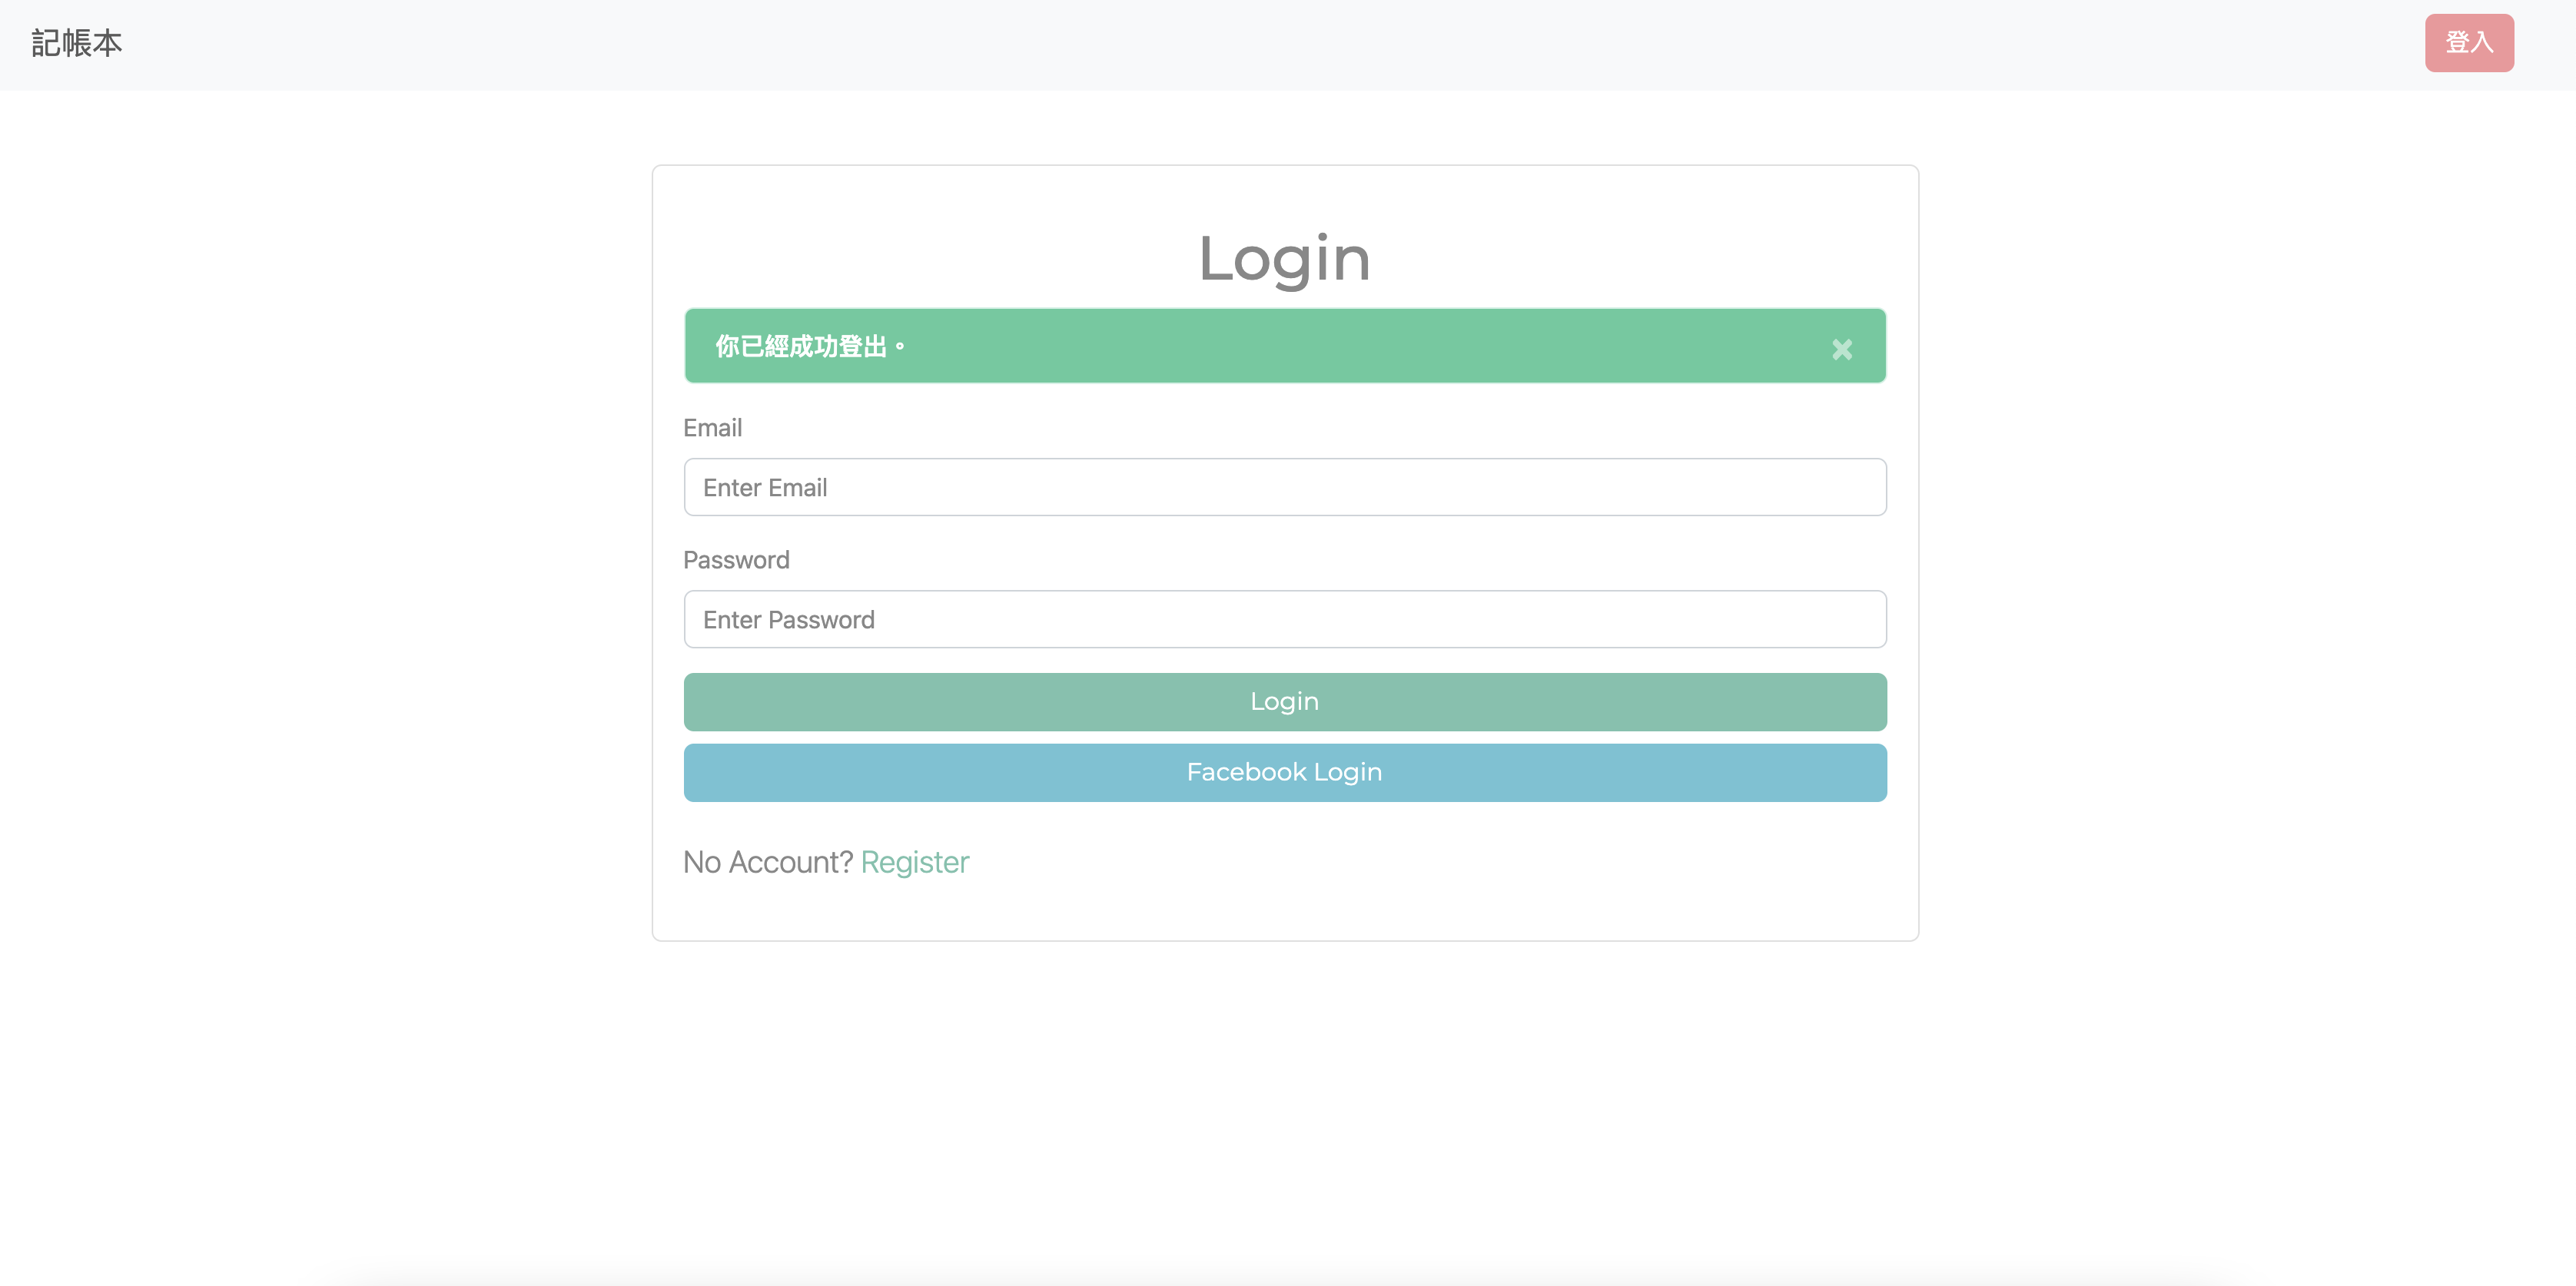 記帳本
登入
Login
你已經成功登出。
×
Email
Enter Email
Password
Enter Password
Login
Facebook Login
No Account? Register